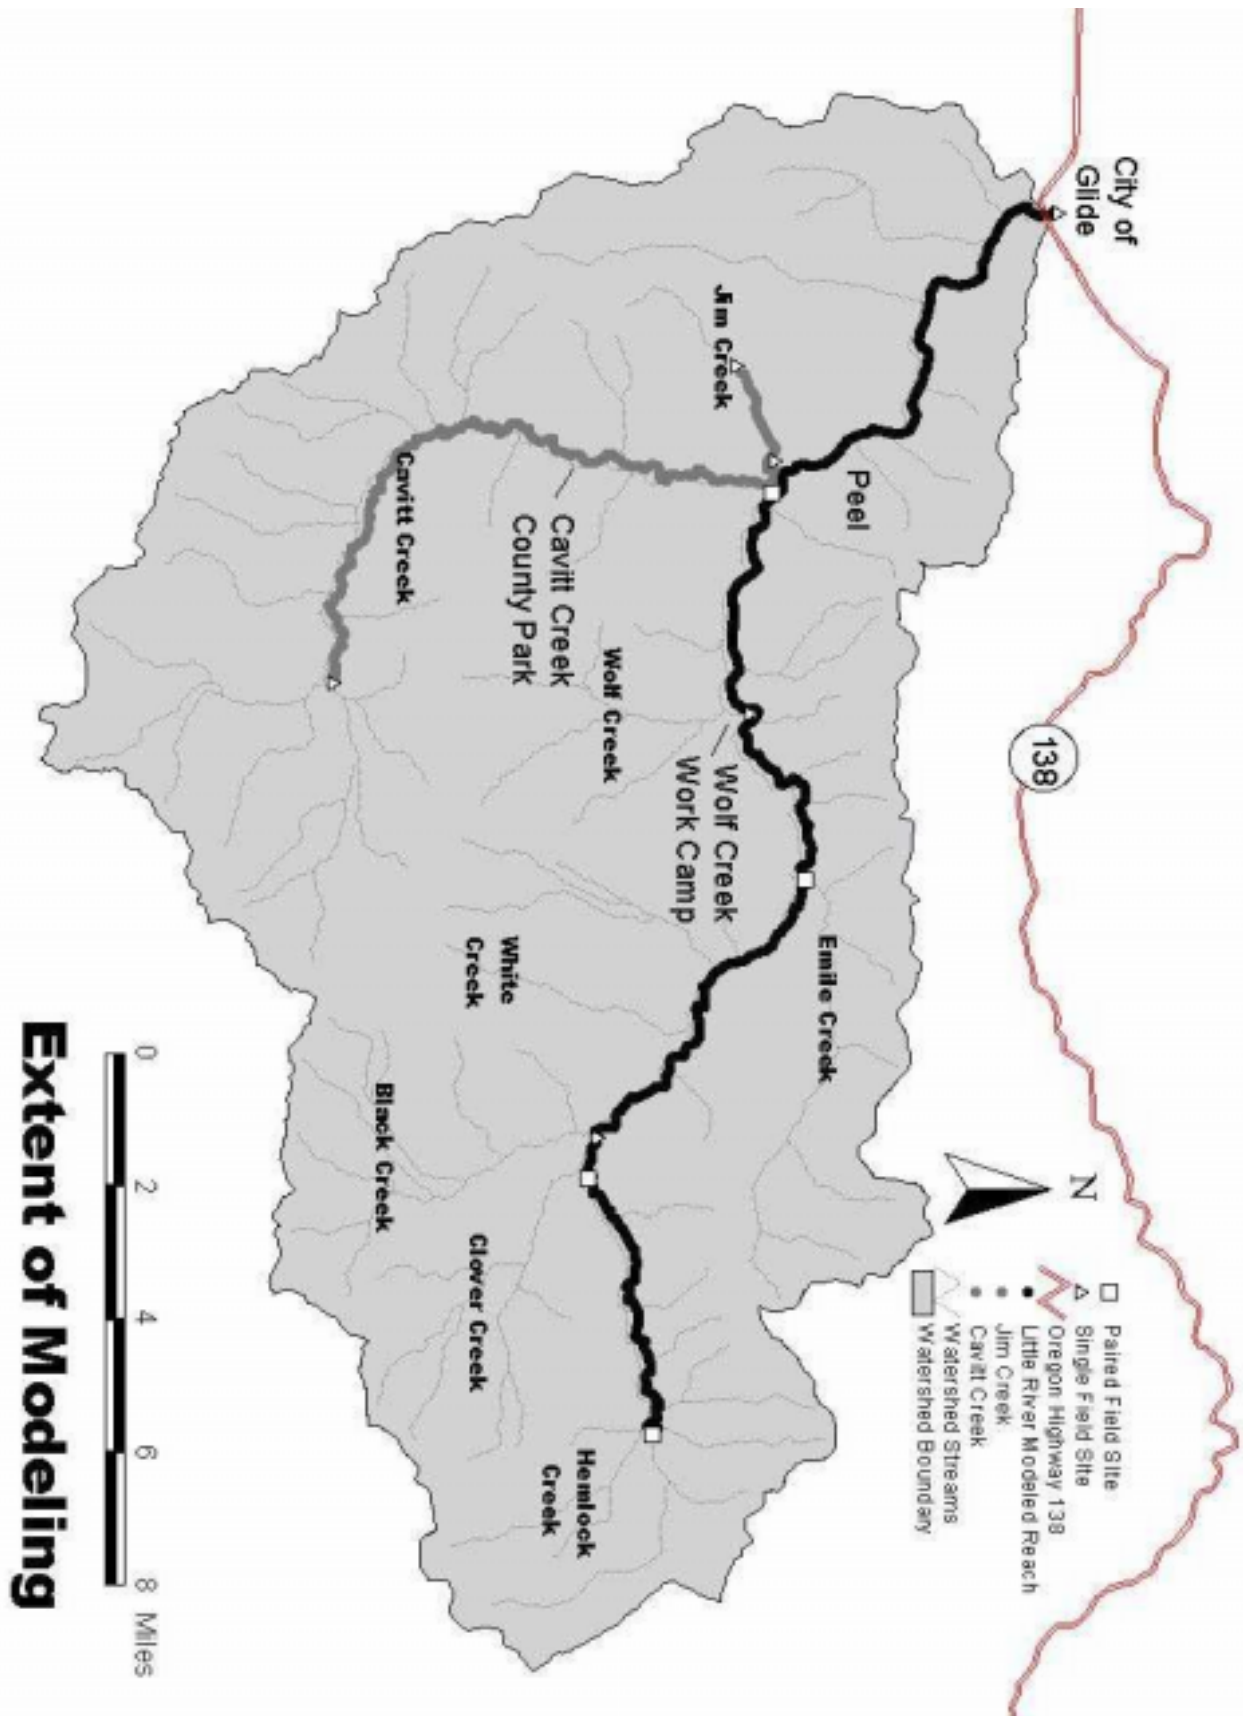 City of
Glide
138
N
Paired Field Site
Single Field Site
Oregon Highway 138
Little River Modeled Reach
Jim Creek
Cavitt Creek
Watershed Streams
Watershed Boundary
Peel
Jim Creek
Emile Creek
Wolf Creek
Work Camp
Wolf Creek
Cavitt Creek
County Park
Cavitt Creek
White
Creek
Black Creek
Clover Creek
Hemlock
Creek
0 2 4 6 8 Miles
Extent of Modeling